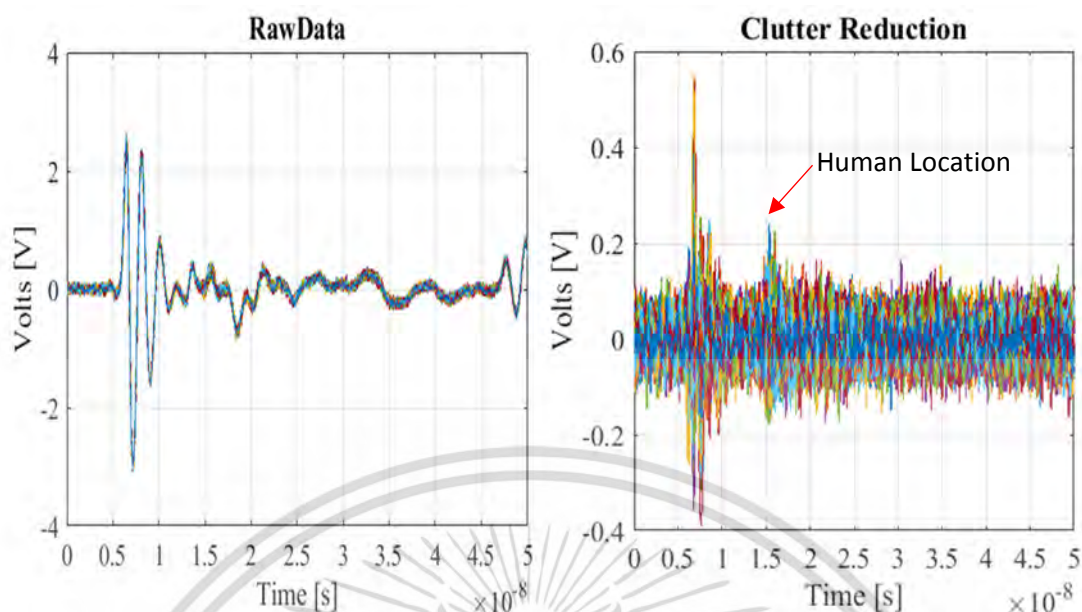 RawData
4
2
0
-2
-4
Volts [V]
0 0.5 1 1.5 2 2.5 3 3.5 4 4.5 5
Time [s]
×10⁻⁸
Clutter Reduction
0.6
0.4
0.2
0
-0.2
-0.4
Volts [V]
Human Location
0 0.5 1 1.5 2 2.5 3 3.5 4 4.5 5
Time [s]
×10⁻⁸